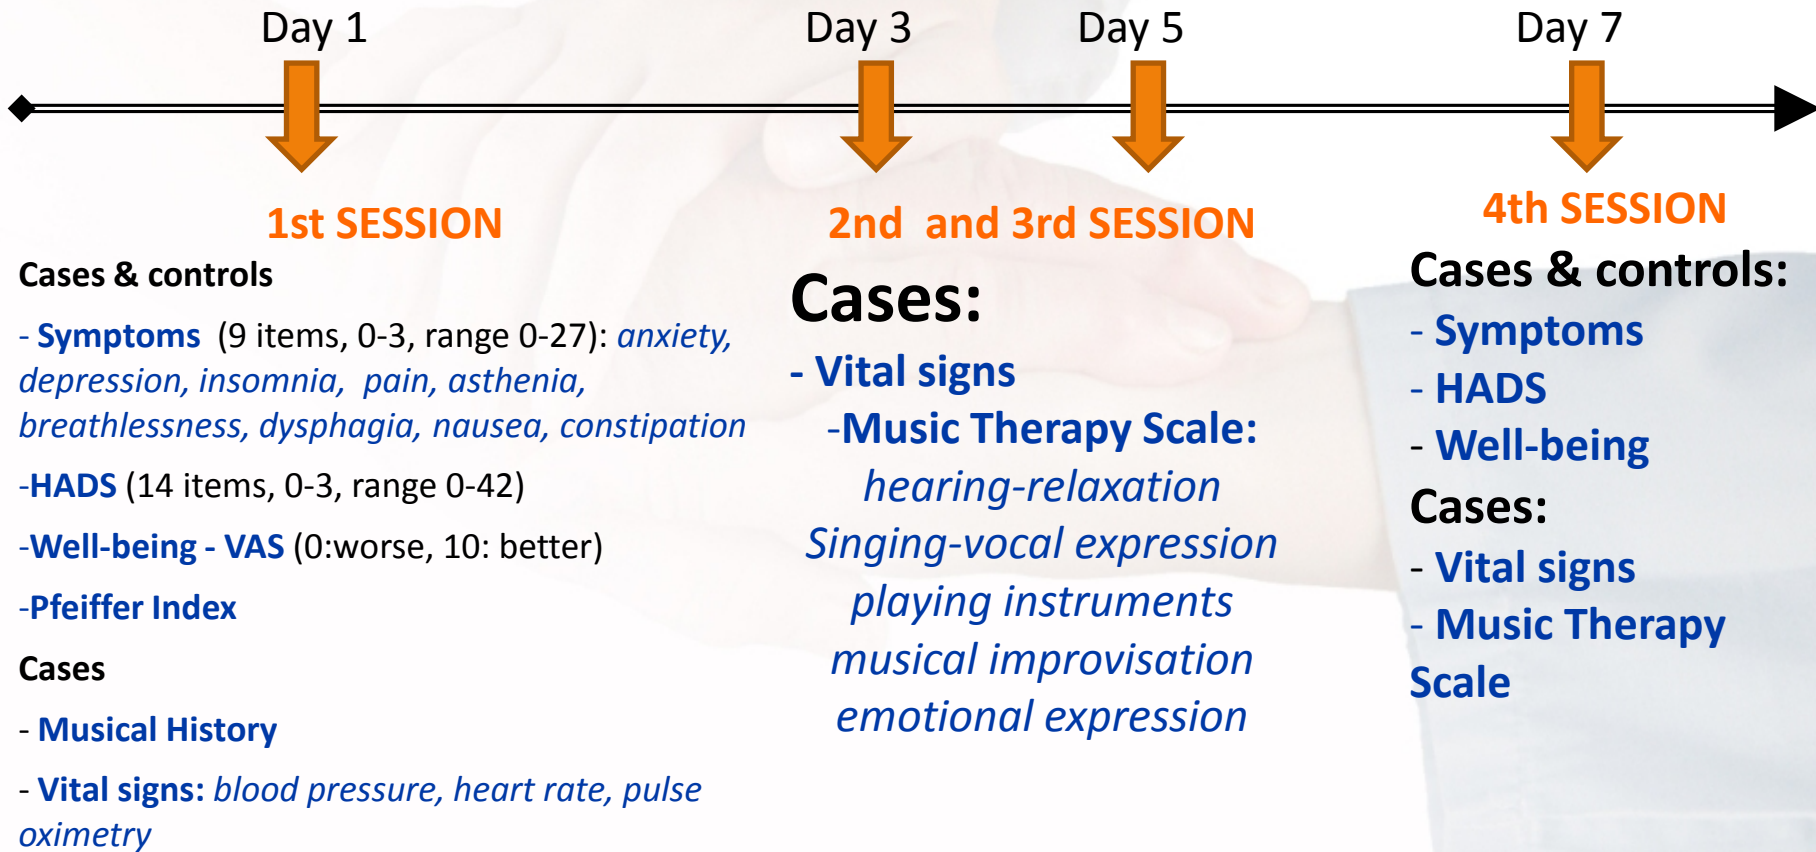 Day 1
Day 3
Day 5
Day 7
1st SESSION
Cases & controls
- Symptoms (9 items, 0-3, range 0-27): anxiety,
depression, insomnia, pain, asthenia,
breathlessness, dysphagia, nausea, constipation
-HADS (14 items, 0-3, range 0-42)
-Well-being - VAS (0:worse, 10: better)
-Pfeiffer Index
Cases
- Musical History
- Vital signs: blood pressure, heart rate, pulse
oximetry
2nd and 3rd SESSION
Cases:
- Vital signs
-Music Therapy Scale:
hearing-relaxation
Singing-vocal expression
playing instruments
musical improvisation
emotional expression
4th SESSION
Cases & controls:
- Symptoms
- HADS
- Well-being
Cases:
- Vital signs
- Music Therapy
Scale